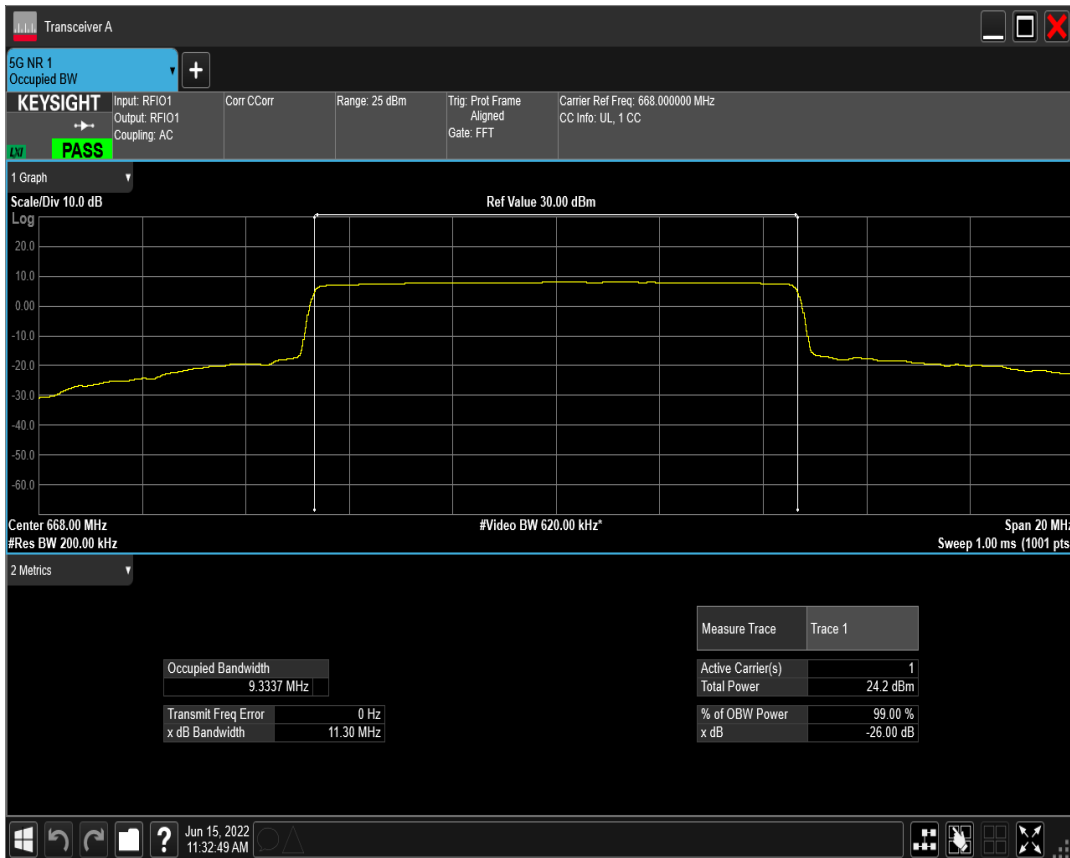 Transceiver A
5G NR 1
Occupied BW
+
KEYSIGHT
LXI
PASS
Input: RFIO1
Output: RFIO1
Coupling: AC
Corr CCorr
Range: 25 dBm
Trig: Prot Frame
Aligned
Gate: FFT
Carrier Ref Freq: 668.000000 MHz
CC Info: UL, 1 CC
1 Graph
Scale/Div 10.0 dB
Ref Value 30.00 dBm
Log
20.0
10.0
0.00
-10.0
-20.0
-30.0
-40.0
-50.0
-60.0
Center 668.00 MHz
#Video BW 620.00 kHz*
Span 20 MHz
#Res BW 200.00 kHz
Sweep 1.00 ms (1001 pts
2 Metrics
Measure Trace Trace 1
Occupied Bandwidth
9.3337 MHz
Active Carrier(s) 1
Total Power 24.2 dBm
Transmit Freq Error 0 Hz
x dB Bandwidth 11.30 MHz
% of OBW Power 99.00 %
x dB -26.00 dB
?
Jun 15, 2022
11:32:49 AM